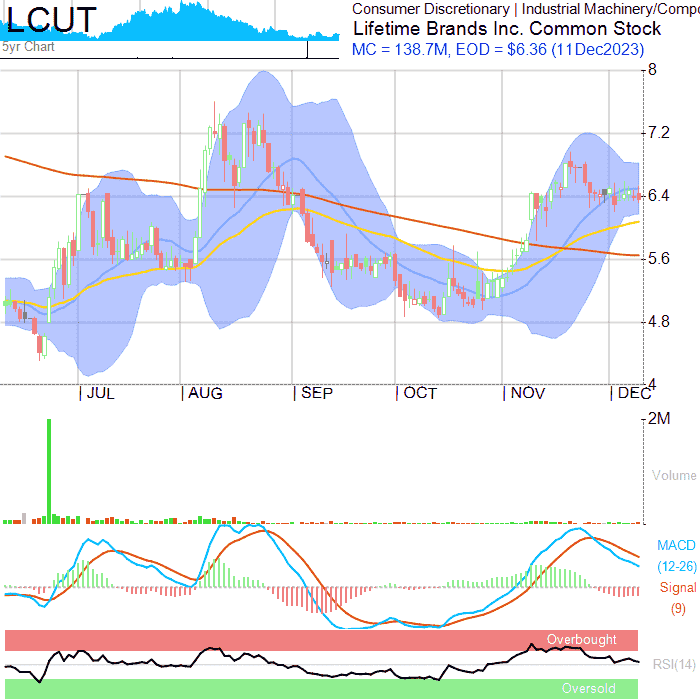 LCUT
5yr Chart
Consumer Discretionary | Industrial Machinery/Compo
Lifetime Brands Inc. Common Stock
MC = 138.7M, EOD = $6.36 (11Dec2023)
8
7.2
6.4
5.6
4.8
4
| JUL | AUG | SEP | OCT | NOV | DEC
2M
Volume
MACD
(12-26)
Signal
(9)
Overbought
RSI(14)
Oversold